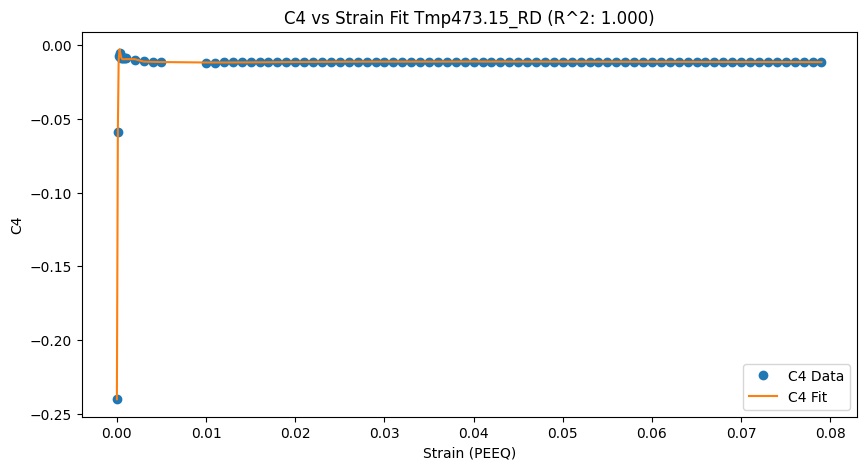 C4 vs Strain Fit Tmp473.15_RD (R^2: 1.000)
0.00
−0.05
−0.10
−0.15
−0.20
−0.25
C4
C4 Data
C4 Fit
0.00 0.01 0.02 0.03 0.04 0.05 0.06 0.07 0.08
Strain (PEEQ)